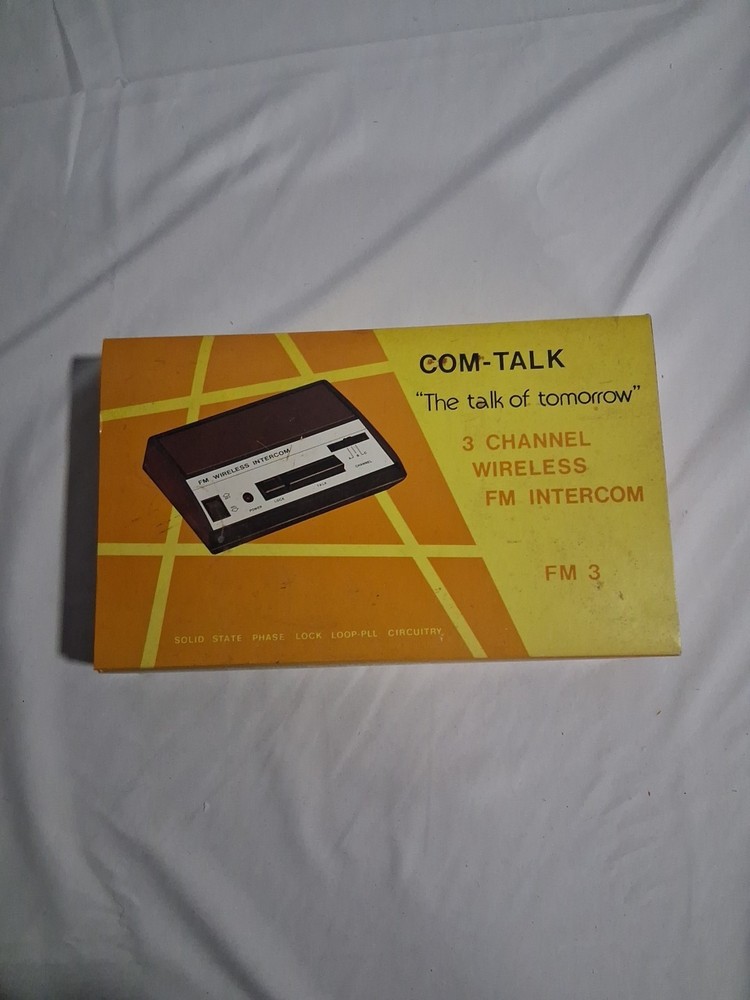 COM-TALK
"The talk of tomorrow"
3 CHANNEL
WIRELESS
FM INTERCOM
FM 3
FM WIRELESS INTERCOM
POWER
LOCK
TALK
CHANNEL
SOLID STATE PHASE LOCK LOOP-PLL CIRCUITRY